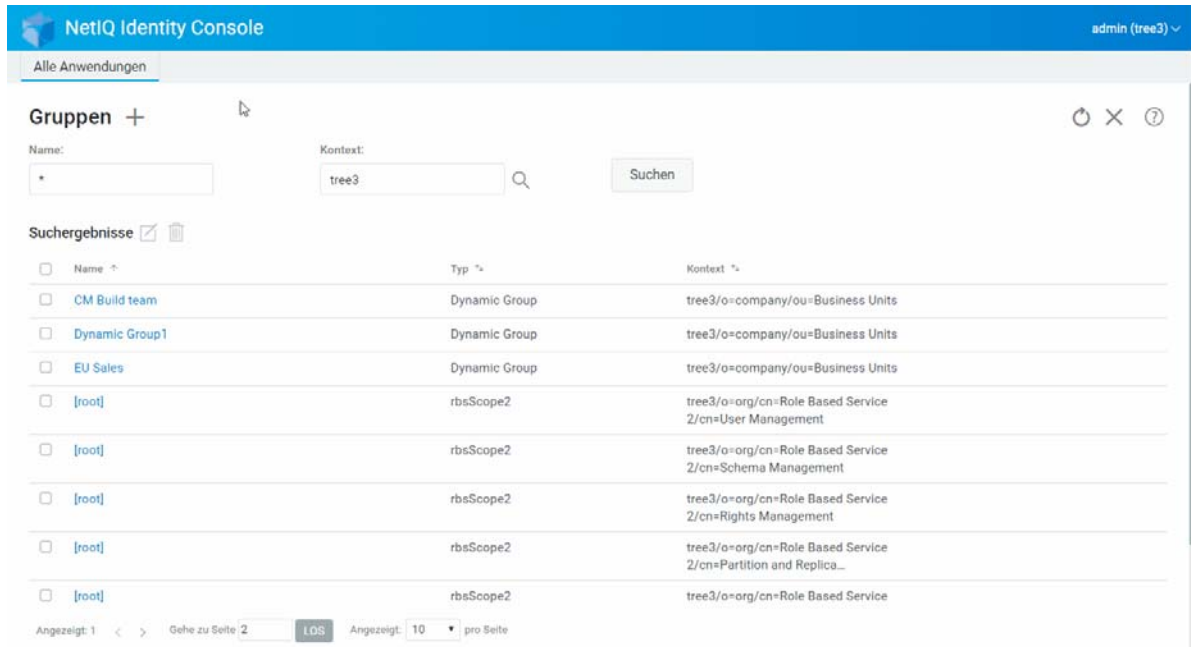 NetIQ Identity Console
admin (tree3)
Alle Anwendungen
Gruppen
Name:
Kontext:
*
tree3
Suchen
Suchergebnisse
Name Typ Kontext
CM Build team Dynamic Group tree3/o=company/ou=Business Units
Dynamic Group1 Dynamic Group tree3/o=company/ou=Business Units
EU Sales Dynamic Group tree3/o=company/ou=Business Units
[root] rbsScope2 tree3/o=org/cn=Role Based Service
2/cn=User Management
[root] rbsScope2 tree3/o=org/cn=Role Based Service
2/cn=Schema Management
[root] rbsScope2 tree3/o=org/cn=Role Based Service
2/cn=Rights Management
[root] rbsScope2 tree3/o=org/cn=Role Based Service
2/cn=Partition and Replica...
[root] rbsScope2 tree3/o=org/cn=Role Based Service
Angezeigt: 1 < > Gehe zu Seite 2 LOS Angezeigt: 10 pro Seite